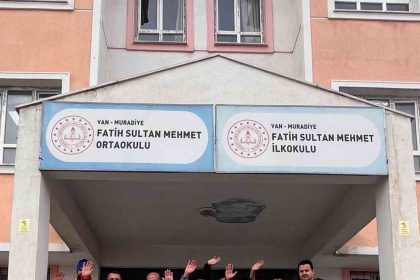 VAN - MURADİYE
FATİH SULTAN MEHMET
ORTAOKULU
VAN - MURADİYE
FATİH SULTAN MEHMET
İLKOKULU